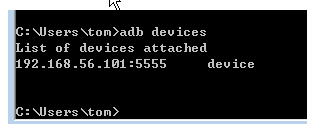 C:\Users\tom>adb devices
List of devices attached
192.168.56.101:5555     device
C:\Users\tom>